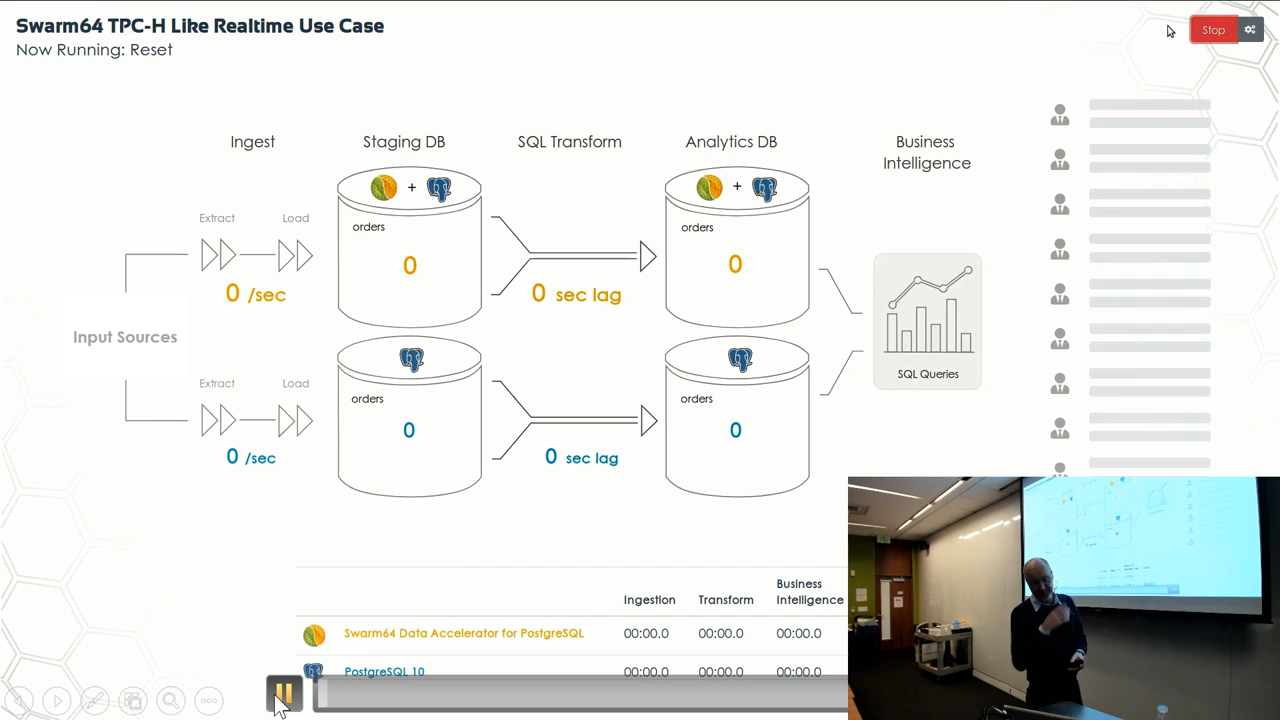 Swarm64 TPC-H Like Realtime Use Case
Now Running: Reset
Stop
Ingest
Staging DB
SQL Transform
Analytics DB
Business
Intelligence
Extract
Load
orders
0
0 /sec
0 sec lag
orders
0
Input Sources
SQL Queries
Extract
Load
orders
0
0 /sec
0 sec lag
orders
0
Ingestion
Transform
Business
Intelligence
Swarm64 Data Accelerator for PostgreSQL
00:00.0
00:00.0
00:00.0
PostgreSQL 10
00:00.0
00:00.0
00:00.0